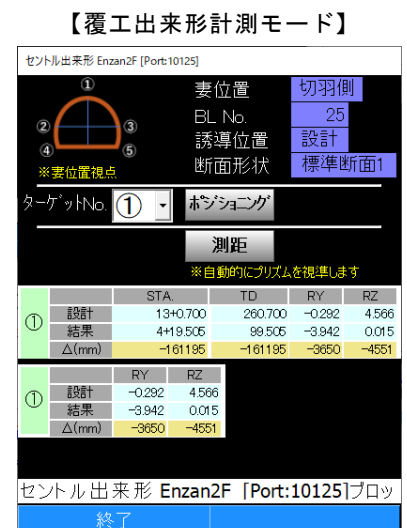 【覆工出来形計測モード】
セントル出来形 Enzan2F [Port:10125]
①
妻位置 切羽側
BL No. 25
② ③
誘導位置 設計
④ ⑤
断面形状 標準断面1
※妻位置視点
ターゲットNo. ① ポジショニング
測距
※自動的にプリズムを視準します
STA. TD RY RZ
① 設計 13+0.700 260.700 -0.292 4.566
結果 4+19.505 99.505 -3.942 0.015
△(mm) -161195 -161195 -3650 -4551
RY RZ
① 設計 -0.292 4.566
結果 -3.942 0.015
△(mm) -3650 -4551
セントル出来形 Enzan2F [Port:10125]ブロッ
終了